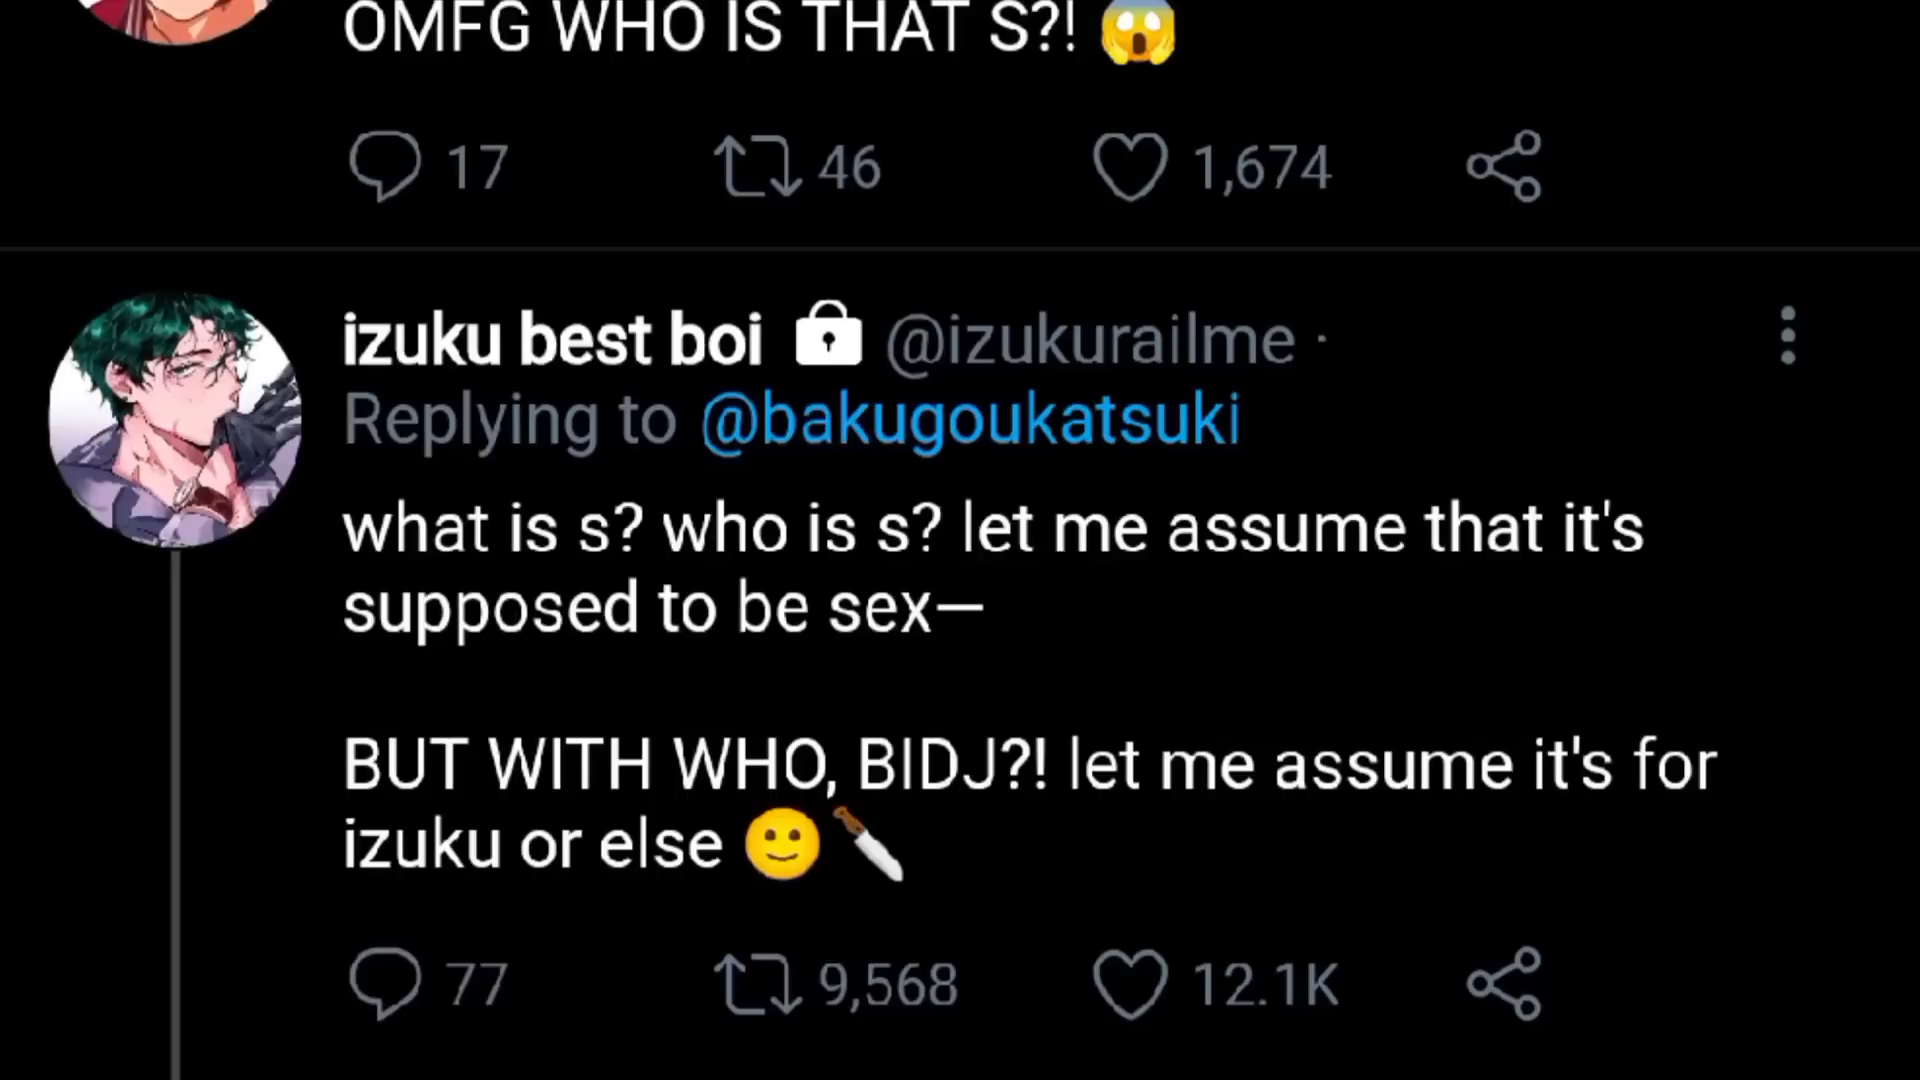 OMFG WHO IS THAT S?! 😱
17 46 1,674
izuku best boi 🔒 @izukurailme ·
Replying to @bakugoukatsuki
what is s? who is s? let me assume that it's
supposed to be sex—
BUT WITH WHO, BIDJ?! let me assume it's for
izuku or else 🙂🔪
77 9,568 12.1K